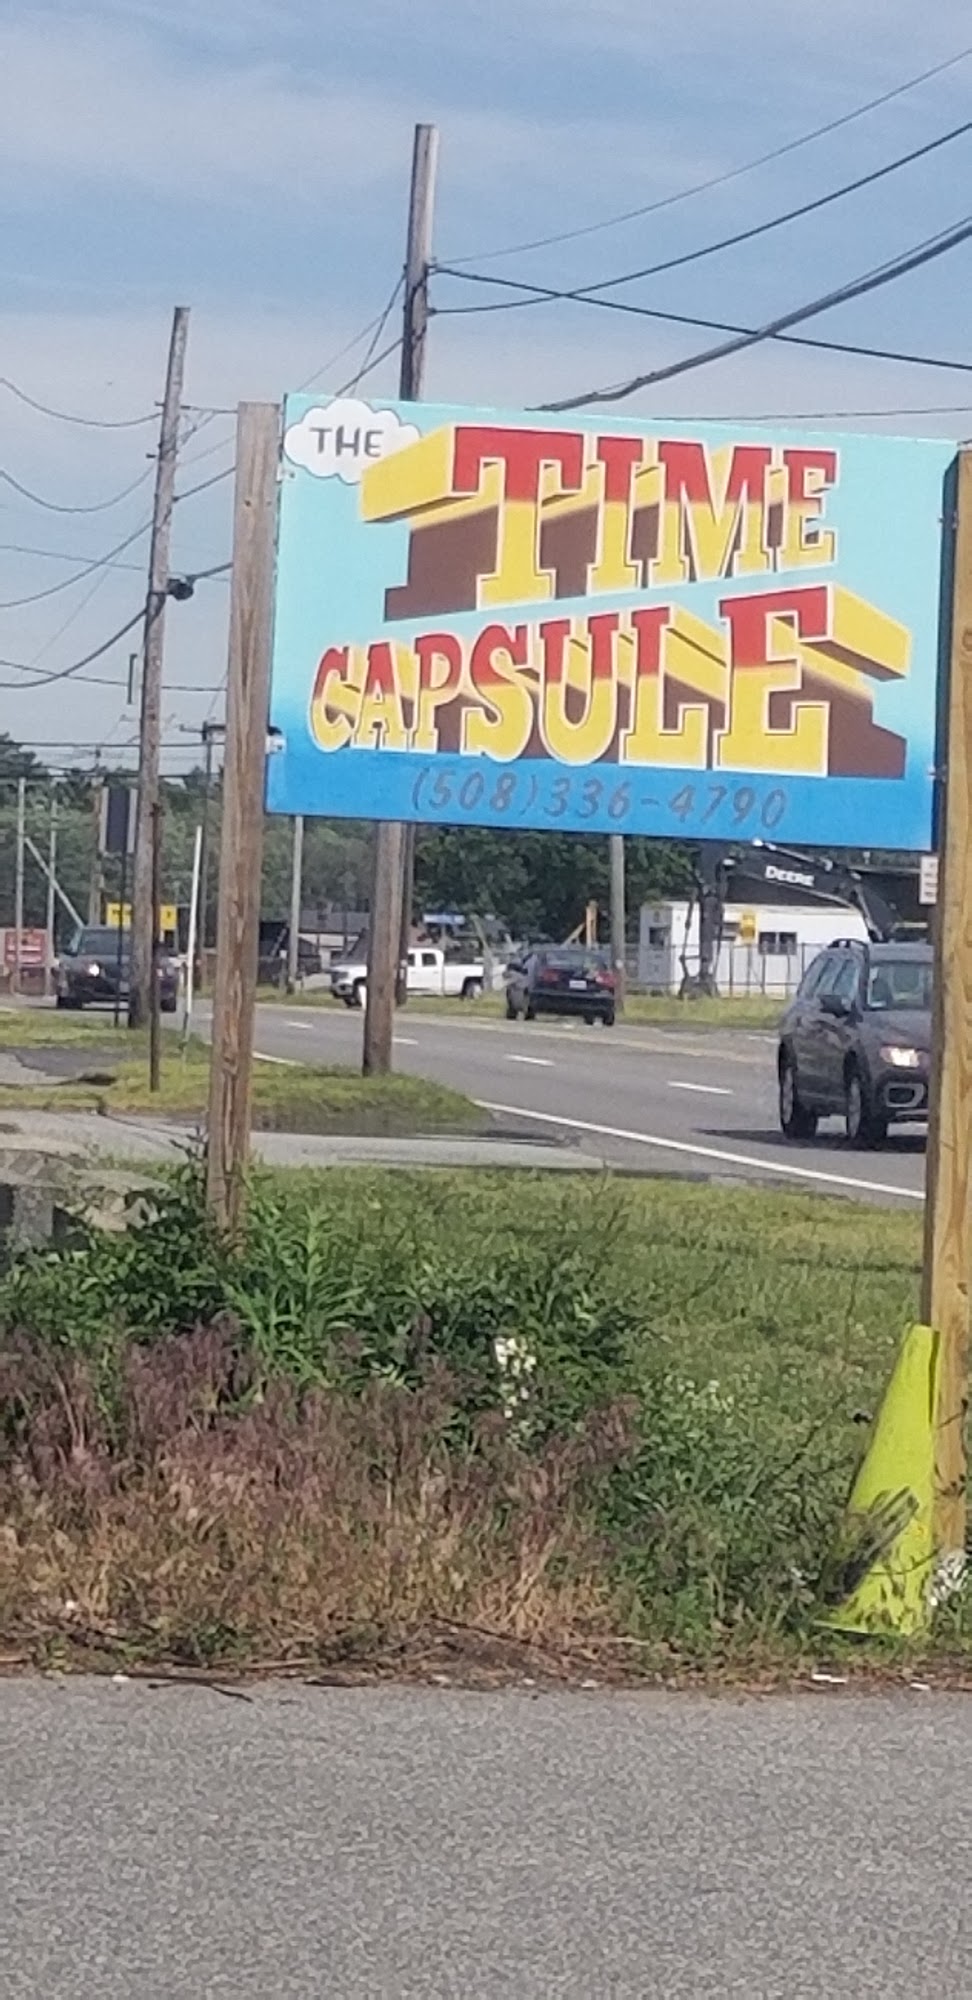 THE
TIME
CAPSULE
(508)336-4790
DEERE